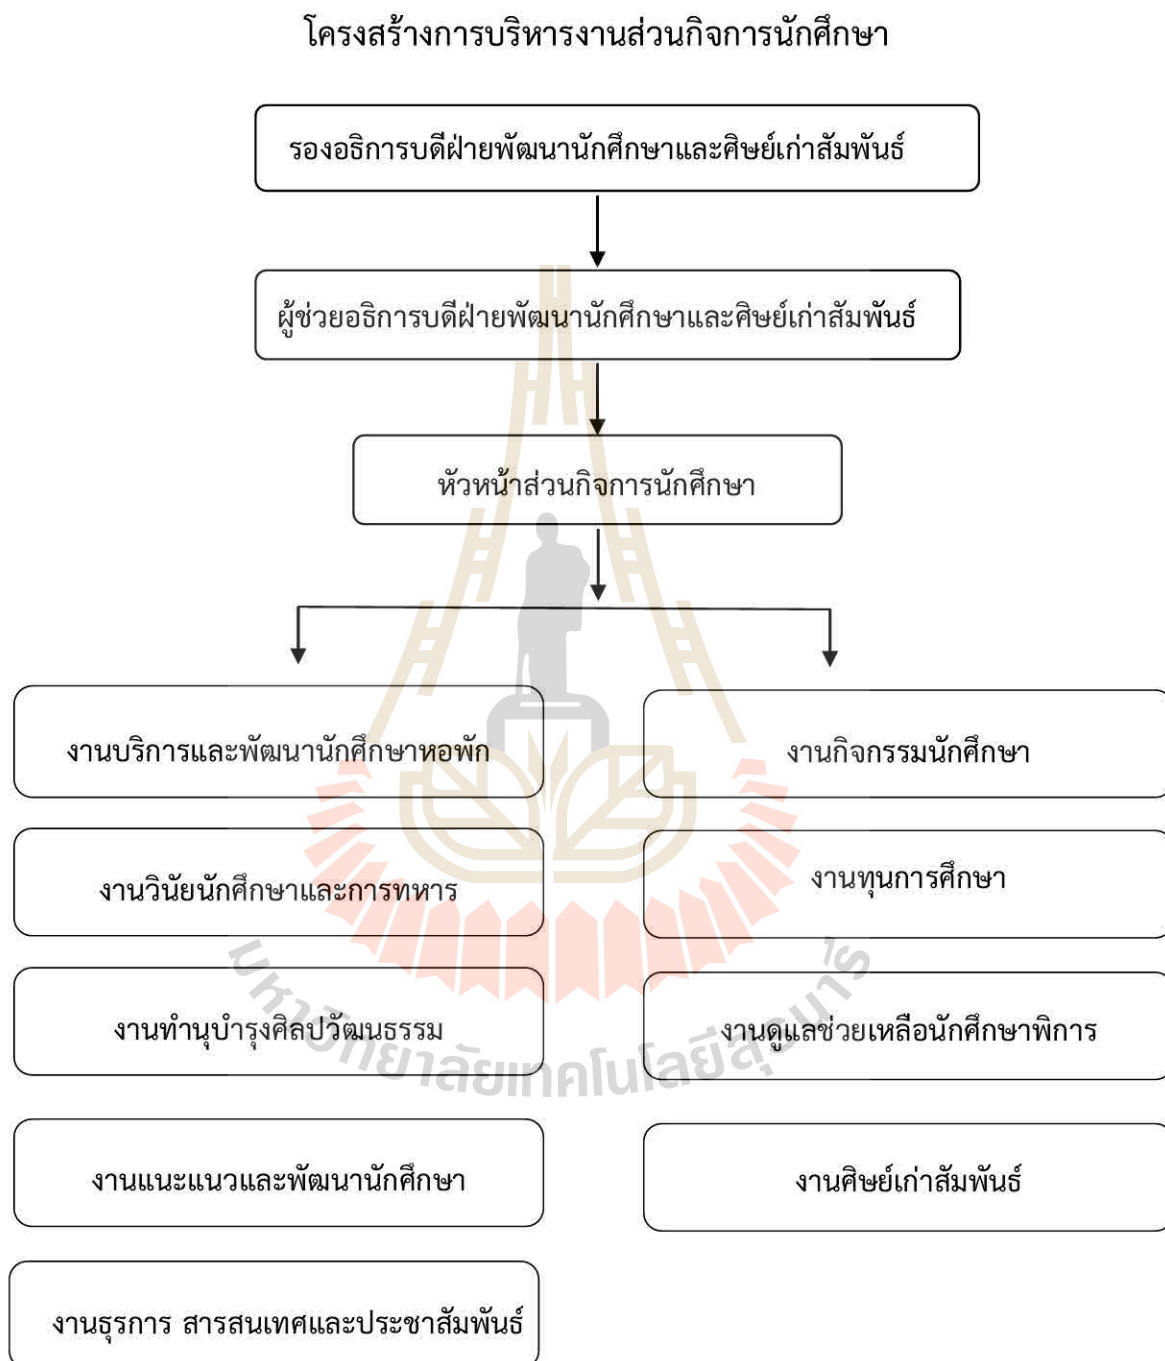 โครงสร้างการบริหารงานส่วนกิจการนักศึกษา
รองอธิการบดีฝ่ายพัฒนานักศึกษาและศิษย์เก่าสัมพันธ์
ผู้ช่วยอธิการบดีฝ่ายพัฒนานักศึกษาและศิษย์เก่าสัมพันธ์
หัวหน้าส่วนกิจการนักศึกษา
งานบริการและพัฒนานักศึกษาหอพัก
งานกิจกรรมนักศึกษา
งานวินัยนักศึกษาและการทหาร
งานทุนการศึกษา
งานทำนุบำรุงศิลปวัฒนธรรม
งานดูแลช่วยเหลือนักศึกษาพิการ
มหาวิทยาลัยเทคโนโลยีสุรนารี
งานแนะแนวและพัฒนานักศึกษา
งานศิษย์เก่าสัมพันธ์
งานธุรการ สารสนเทศและประชาสัมพันธ์